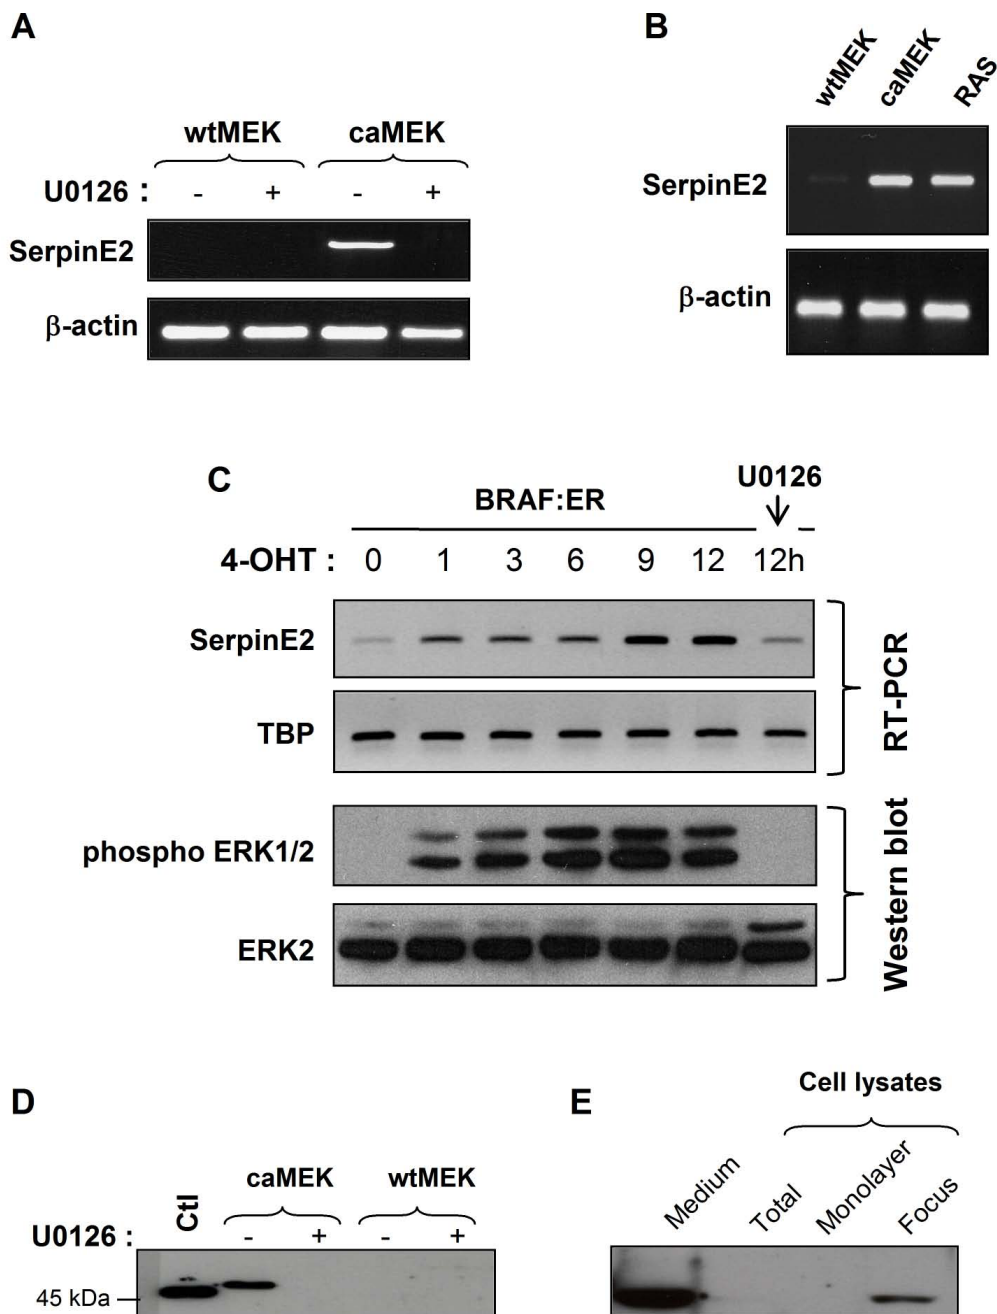 A
wtMEK caMEK
U0126 : - + - +
SerpinE2
β-actin
B
wtMEK caMEK RAS
SerpinE2
β-actin
C
U0126
BRAF:ER
4-OHT : 0 1 3 6 9 12 12h
SerpinE2
TBP
RT-PCR
phospho ERK1/2
ERK2
Western blot
D
caMEK wtMEK
Ctl
U0126 : - + - +
45 kDa
E
Cell lysates
Medium Total Monolayer Focus